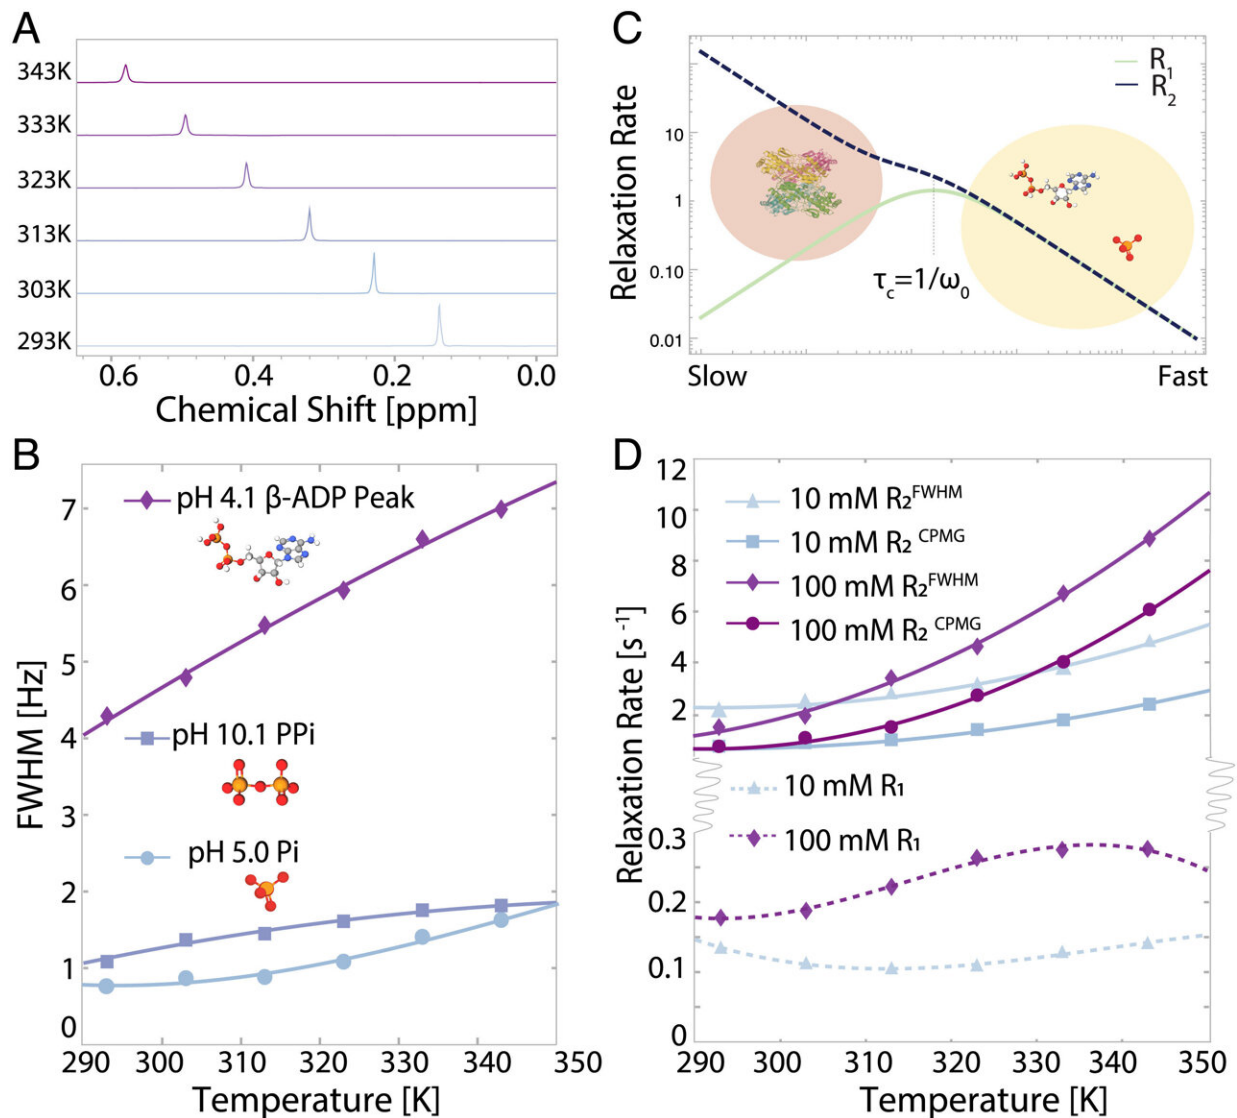 A
343K
333K
323K
313K
303K
293K
0.6 0.4 0.2 0.0
Chemical Shift [ppm]
B
FWHM [Hz]
7
6
5
4
3
2
1
0
pH 4.1 β-ADP Peak
pH 10.1 PPi
pH 5.0 Pi
290 300 310 320 330 340 350
Temperature [K]
C
Relaxation Rate
R1
R2
10
1
0.10
0.01
τc=1/ω0
Slow Fast
D
Relaxation Rate [s-1]
12
10
8
6
4
2
0.3
0.2
0.1
0
10 mM R2FWHM
10 mM R2 CPMG
100 mM R2FWHM
100 mM R2 CPMG
10 mM R1
100 mM R1
290 300 310 320 330 340 350
Temperature [K]